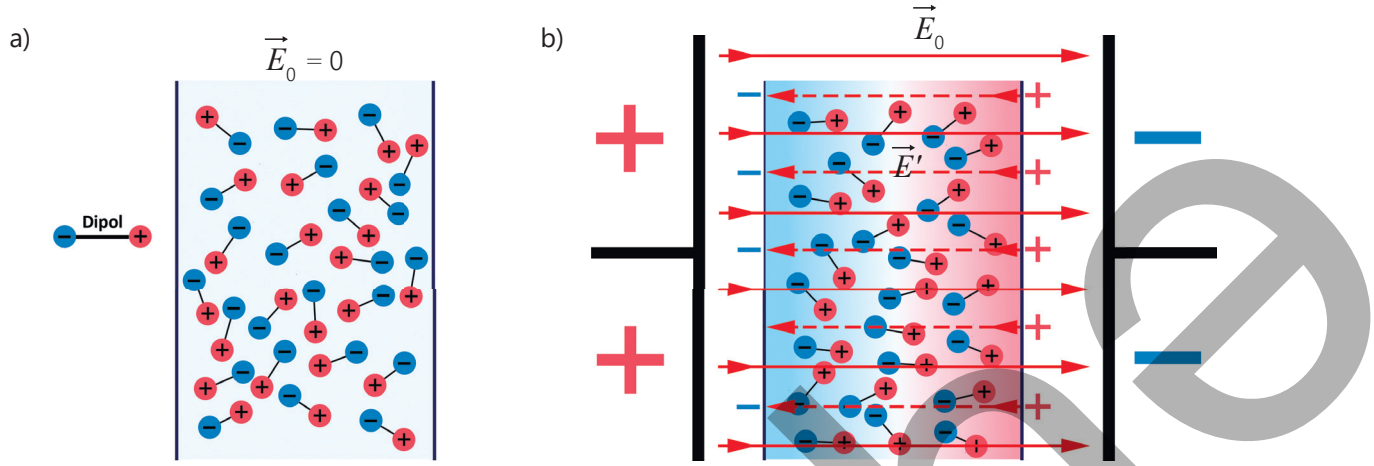 a)
E⃗₀ = 0
Dipol
b)
E⃗₀
E⃗′